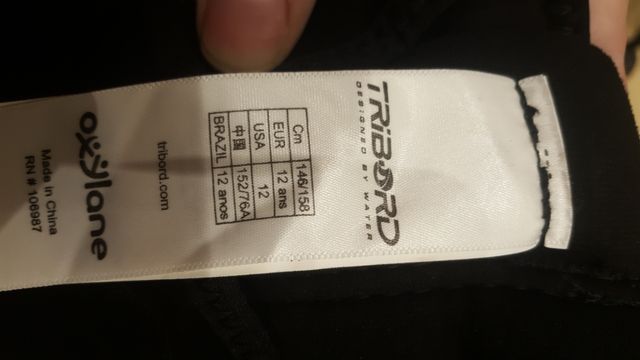 TRIBORD
DESIGNED BY WATER
Cm 146/158
EUR 12 ans
USA 12
中国 152/76A
BRAZIL 12 anos
tribord.com
oxylane
Made in China
RN # 106987